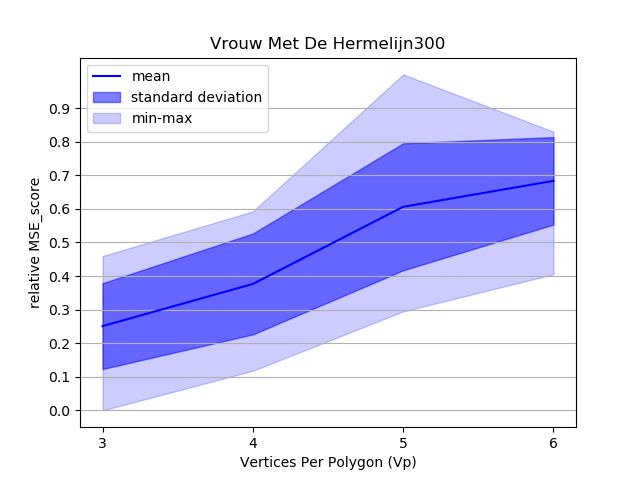 Vrouw Met De Hermelijn300
mean
standard deviation
min-max
relative MSE_score
0.9
0.8
0.7
0.6
0.5
0.4
0.3
0.2
0.1
0.0
3 4 5 6
Vertices Per Polygon (Vp)